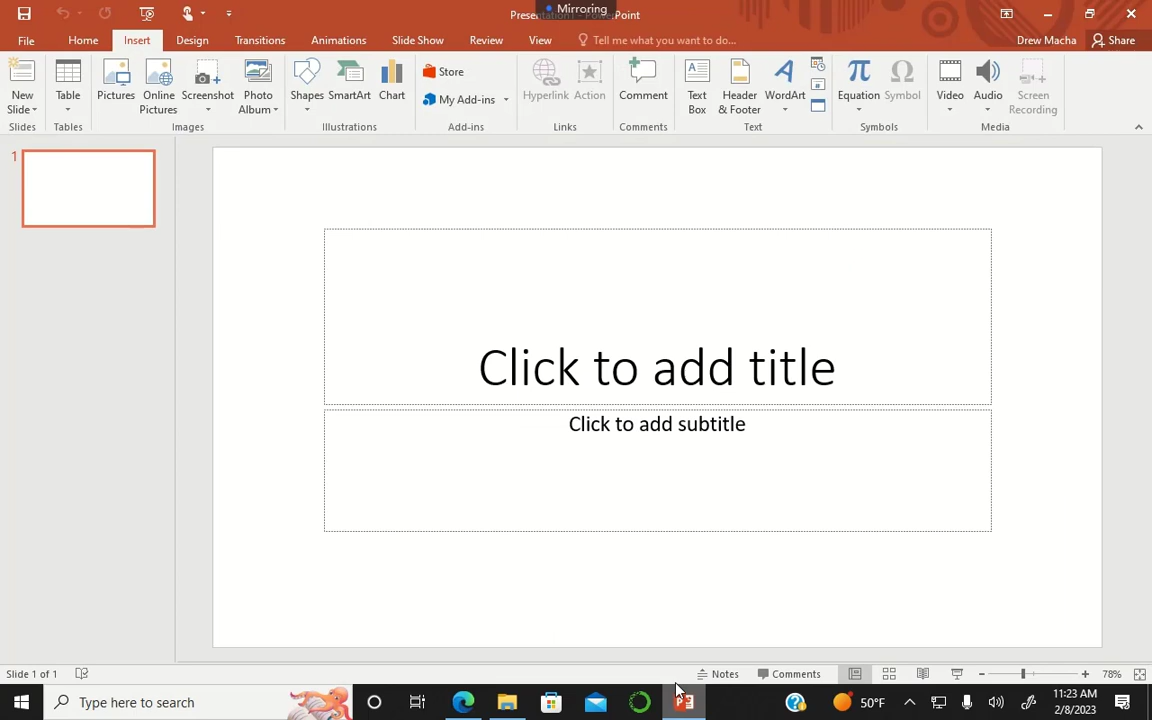 Mirroring
Presentation1 - PowerPoint
File
Home
Insert
Design
Transitions
Animations
Slide Show
Review
View
Tell me what you want to do...
Drew Macha
Share
New
Slide
Table
Pictures
Online
Pictures
Screenshot
Photo
Album
Shapes
SmartArt
Chart
Store
My Add-ins
Hyperlink
Action
Comment
Text
Box
Header
& Footer
WordArt
Equation
Symbol
Video
Audio
Screen
Recording
Slides
Tables
Images
Illustrations
Add-ins
Links
Comments
Text
Symbols
Media
1
Click to add title
Click to add subtitle
Slide 1 of 1
Notes
Comments
78%
Type here to search
50°F
11:23 AM
2/8/2023